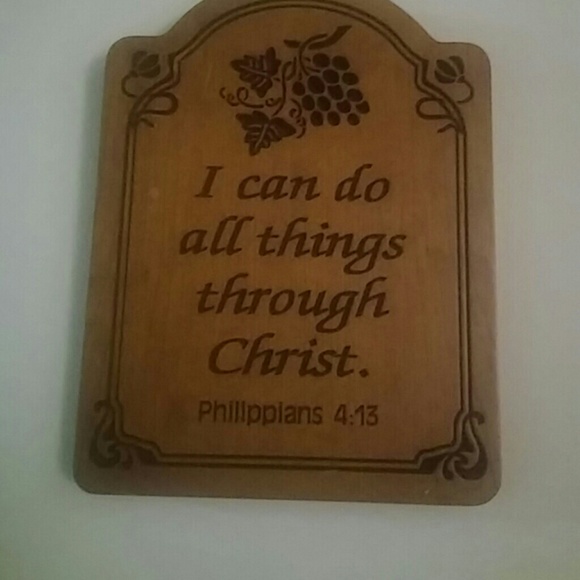 I can do
all things
through
Christ.
Philippians 4:13